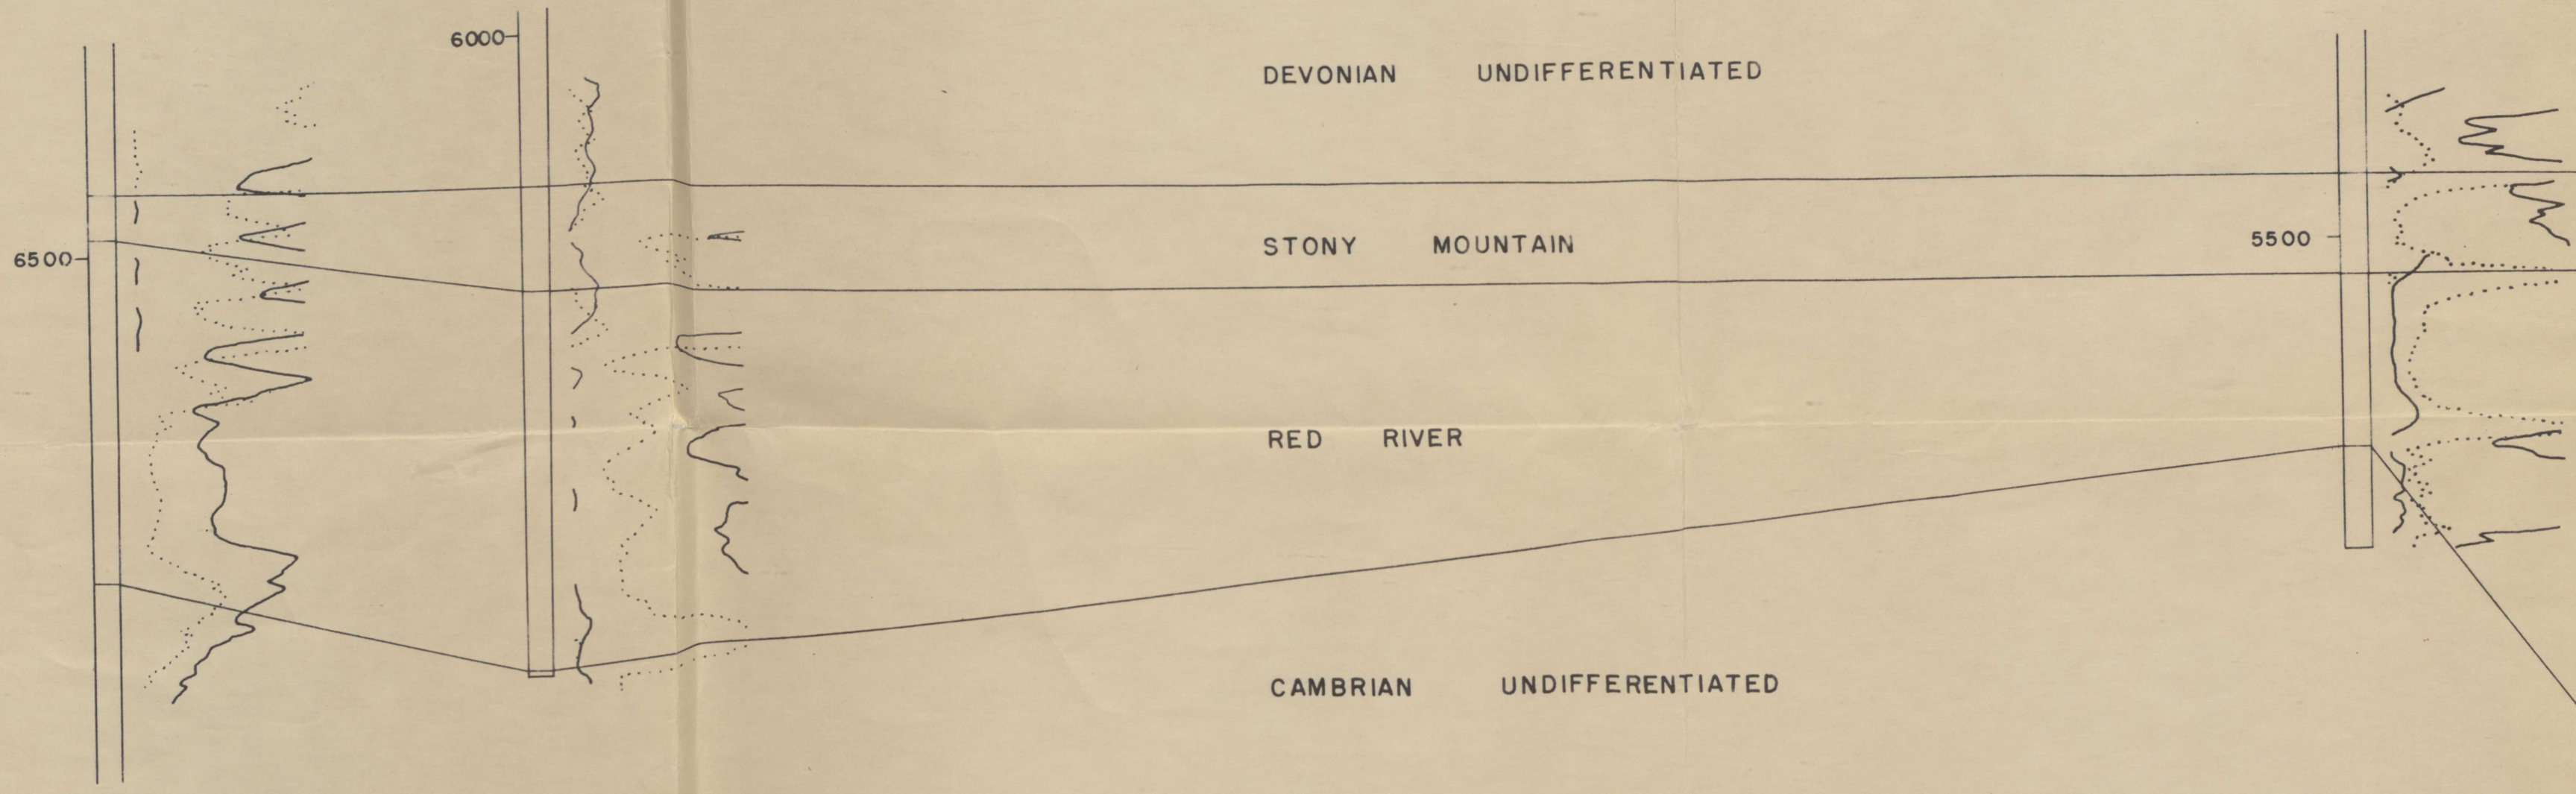 6000
DEVONIAN UNDIFFERENTIATED
STONY MOUNTAIN
5500
6500
RED RIVER
CAMBRIAN UNDIFFERENTIATED